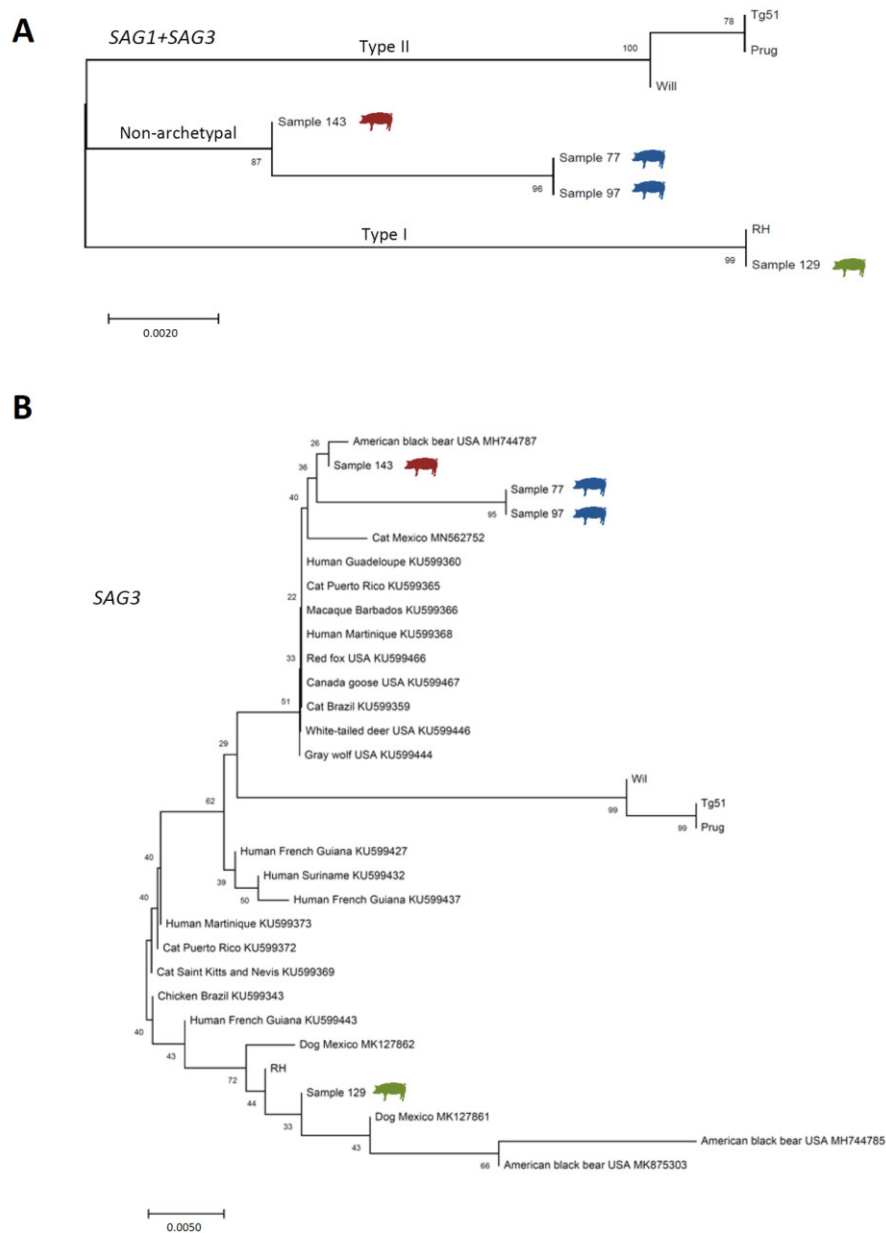 A
SAG1+SAG3
Type II
78
Tg51
Prug
100
Will
Non-archetypal
Sample 143
87
Sample 77
96
Sample 97
Type I
RH
99
Sample 129
0.0020
B
SAG3
26
American black bear USA MH744787
36
Sample 143
40
Sample 77
95
Sample 97
Cat Mexico MN562752
Human Guadeloupe KU599360
Cat Puerto Rico KU599365
22
Macaque Barbados KU599366
Human Martinique KU599368
33
Red fox USA KU599466
Canada goose USA KU599467
51
Cat Brazil KU599359
White-tailed deer USA KU599446
Gray wolf USA KU599444
29
Wil
99
Tg51
99
Prug
62
Human French Guiana KU599427
39
Human Suriname KU599432
50
Human French Guiana KU599437
40
40
Human Martinique KU599373
Cat Puerto Rico KU599372
Cat Saint Kitts and Nevis KU599369
Chicken Brazil KU599343
40
Human French Guiana KU599443
43
Dog Mexico MK127862
72
RH
44
Sample 129
33
Dog Mexico MK127861
43
American black bear USA MH744785
66
American black bear USA MK875303
0.0050